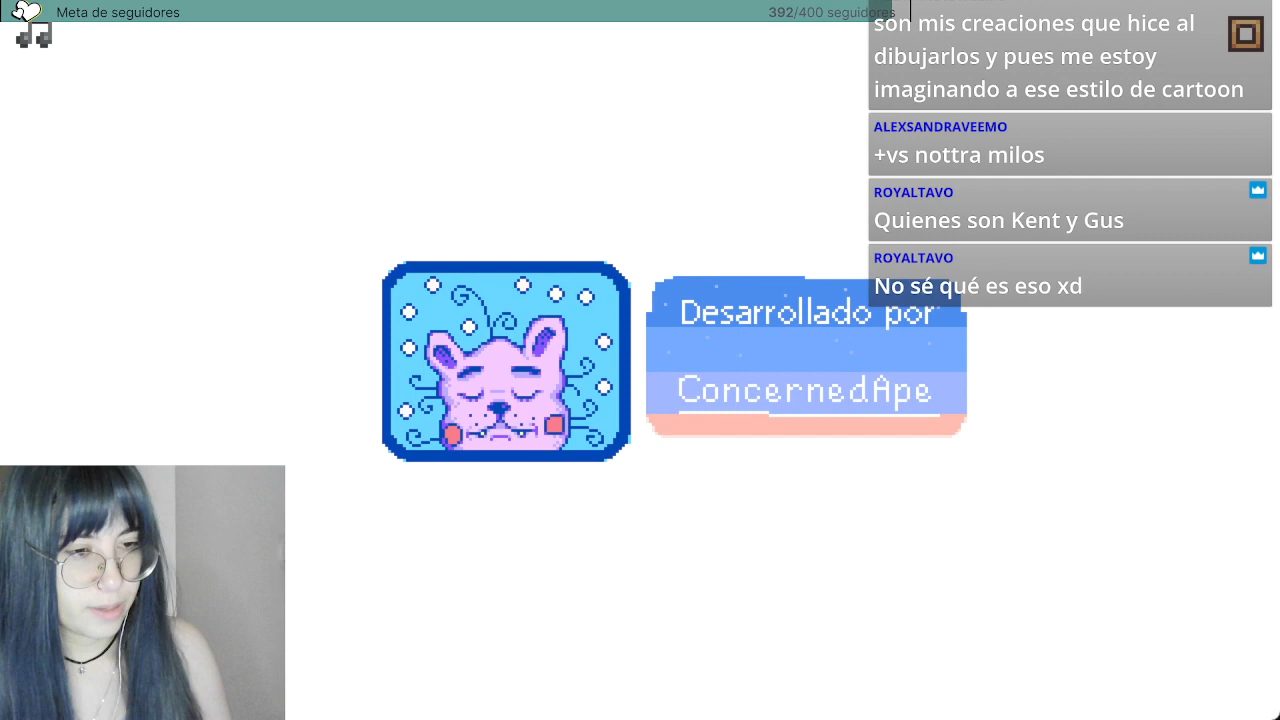 Meta de seguidores
392/400 seguidores
son mis creaciones que hice al
dibujarlos y pues me estoy
imaginando a ese estilo de cartoon
ALEXSANDRAVEEMO
+vs nottra milos
ROYALTAVO
Quienes son Kent y Gus
ROYALTAVO
No sé qué es eso xd
Desarrollado por
ConcernedApe